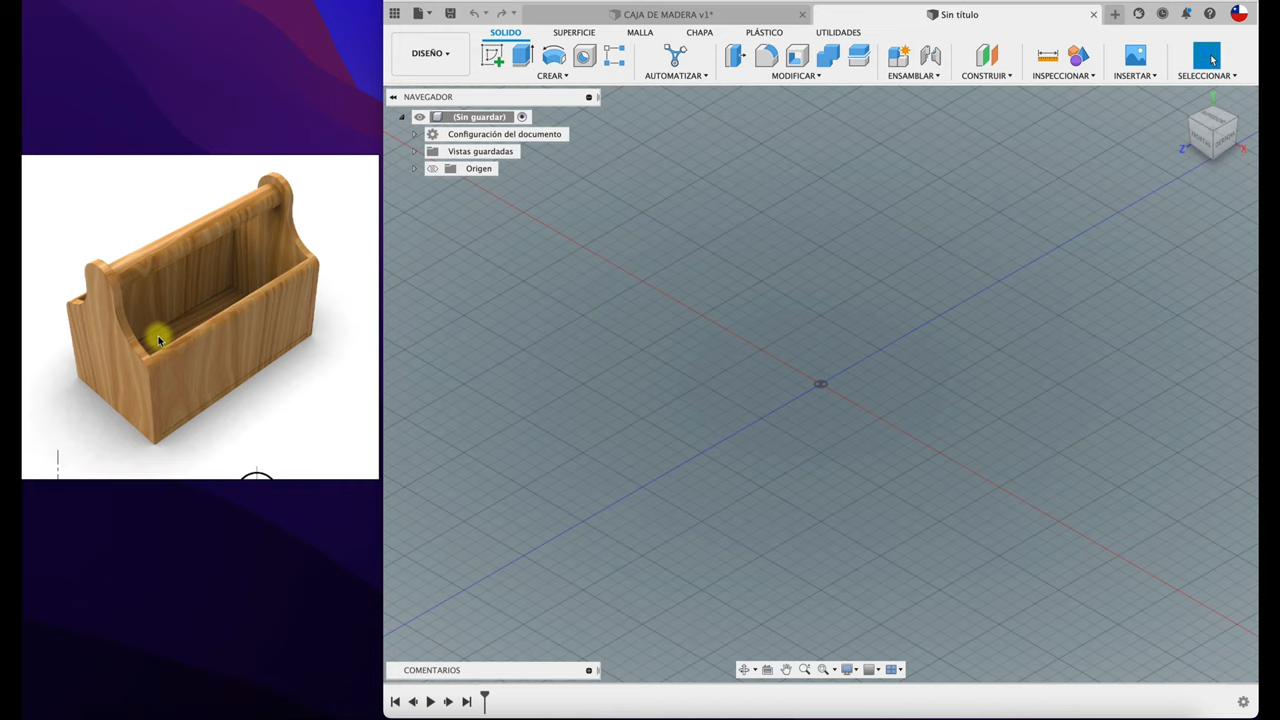 CAJA DE MADERA v1*
Sin título
DISEÑO
SOLIDO
SUPERFICIE
MALLA
CHAPA
PLÁSTICO
UTILIDADES
CREAR
AUTOMATIZAR
MODIFICAR
ENSAMBLAR
CONSTRUIR
INSPECCIONAR
INSERTAR
SELECCIONAR
NAVEGADOR
(Sin guardar)
Configuración del documento
Vistas guardadas
Origen
Z
X
COMENTARIOS